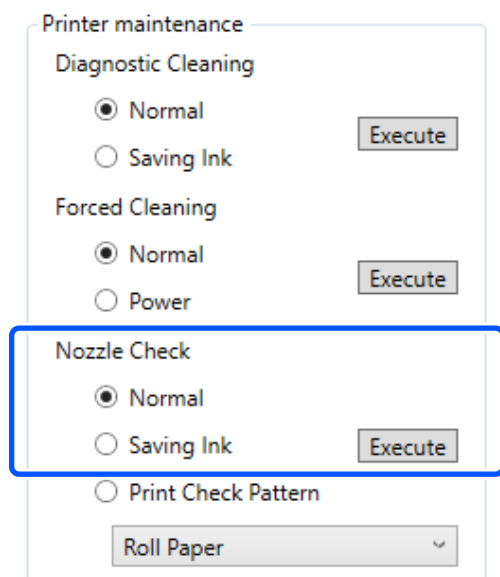 Printer maintenance
Diagnostic Cleaning
Normal
Saving Ink
Execute
Forced Cleaning
Normal
Power
Execute
Nozzle Check
Normal
Saving Ink
Execute
Print Check Pattern
Roll Paper